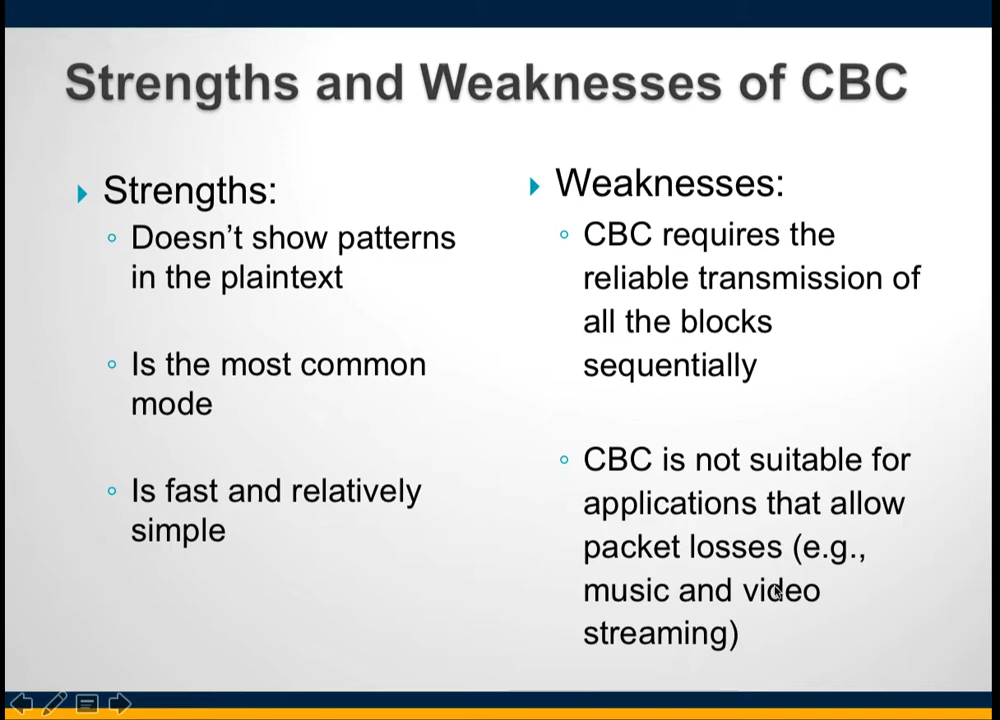 Strengths and Weaknesses of CBC
Strengths:
Doesn’t show patterns
in the plaintext
Is the most common
mode
Is fast and relatively
simple
Weaknesses:
CBC requires the
reliable transmission of
all the blocks
sequentially
CBC is not suitable for
applications that allow
packet losses (e.g.,
music and video
streaming)